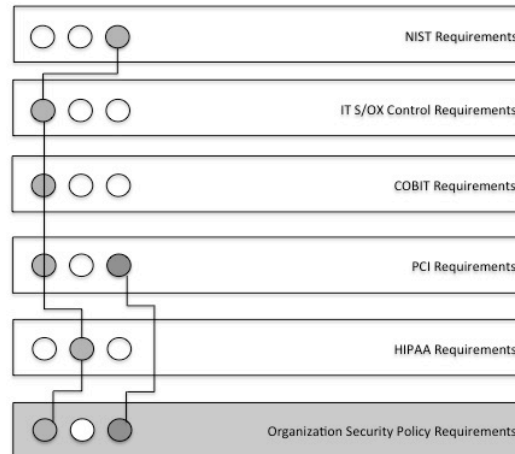 NIST Requirements
IT S/OX Control Requirements
COBIT Requirements
PCI Requirements
HIPAA Requirements
Organization Security Policy Requirements